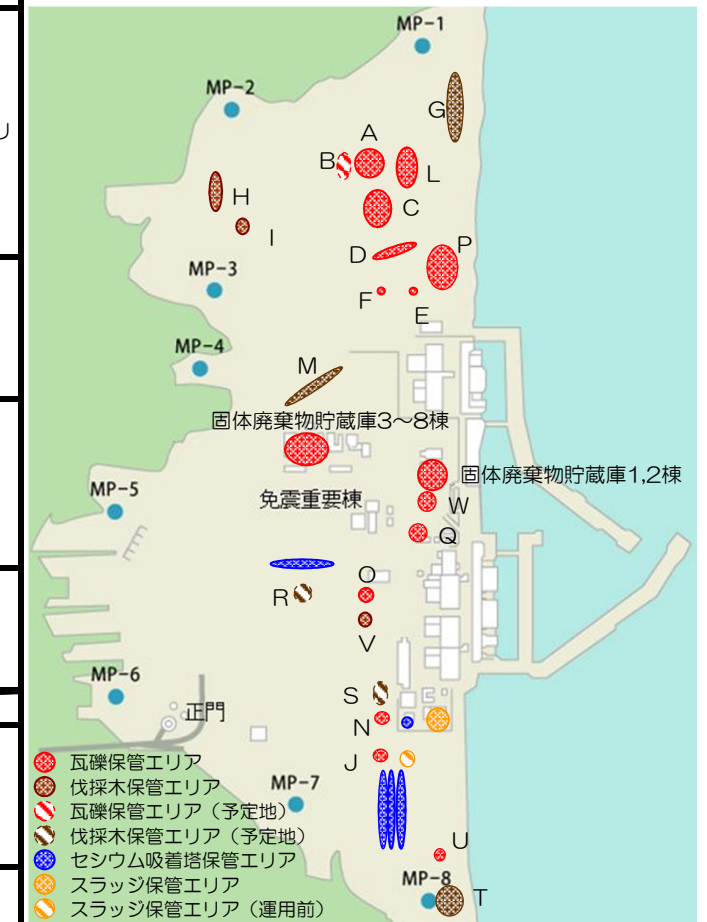 MP-1
MP-2
リ
G
A
B
L
H
C
I
D
P
MP-3
F
E
MP-4
M
固体廃棄物貯蔵庫3～8棟
固体廃棄物貯蔵庫1,2棟
MP-5
免震重要棟
W
Q
O
R
V
MP-6
S
正門
N
J
瓦礫保管エリア
伐採木保管エリア
MP-7
瓦礫保管エリア（予定地）
伐採木保管エリア（予定地）
U
セシウム吸着塔保管エリア
MP-8
スラッジ保管エリア
T
スラッジ保管エリア（運用前）